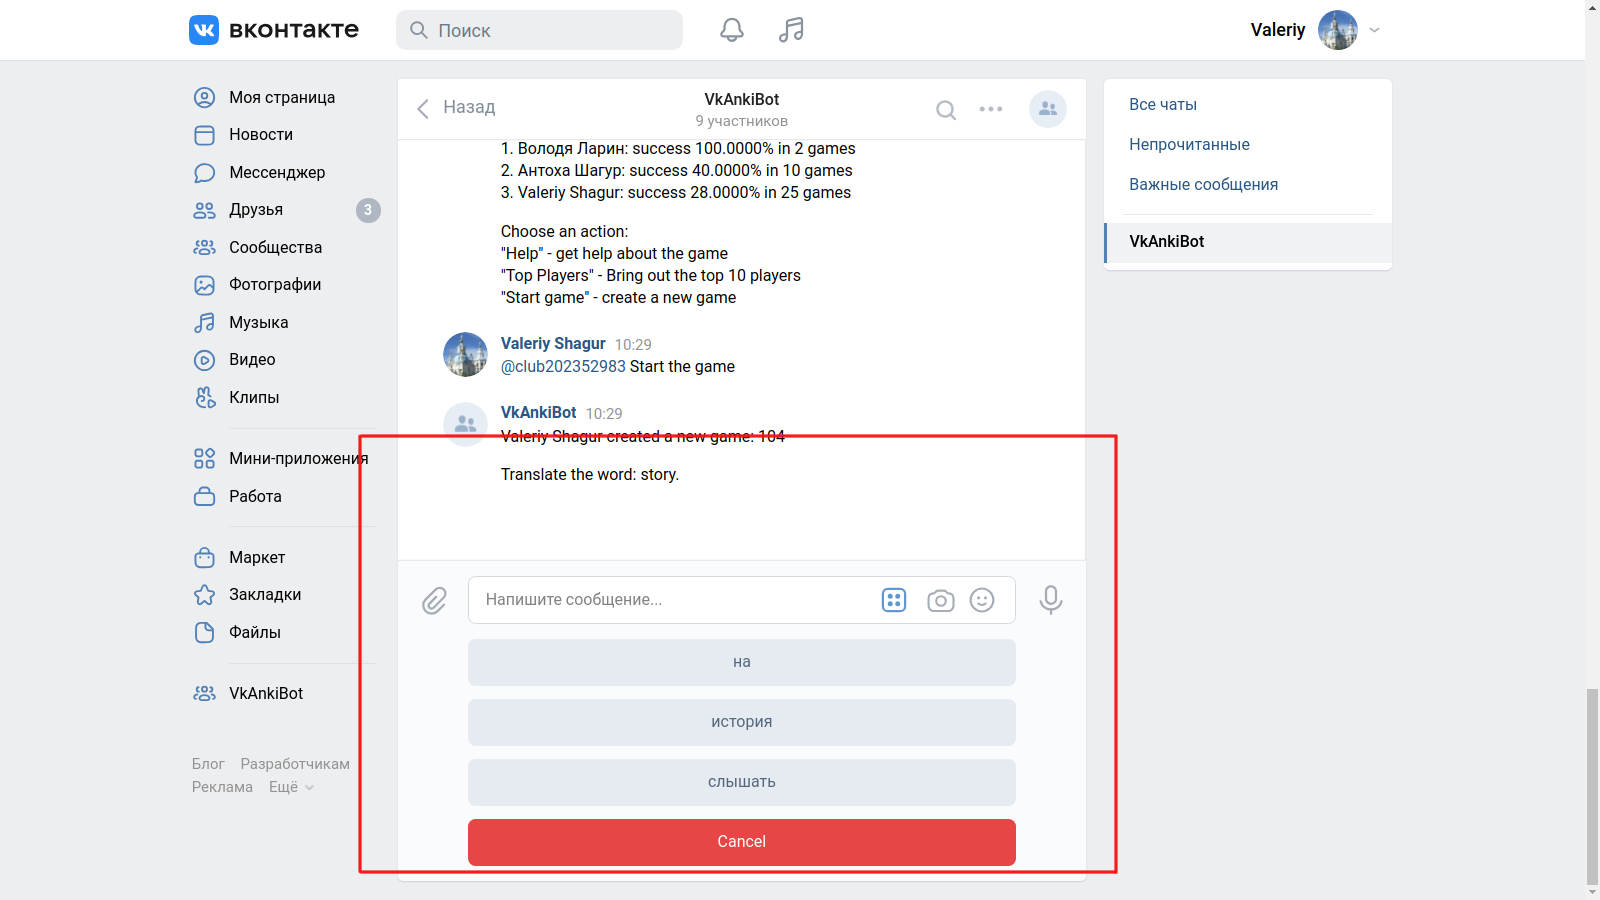 вконтакте
Поиск
Valeriy
Моя страница
Новости
Мессенджер
Друзья 3
Сообщества
Фотографии
Музыка
Видео
Клипы
Мини-приложения
Работа
Маркет
Закладки
Файлы
VkAnkiBot
Блог Разработчикам
Реклама Ещё
Назад
VkAnkiBot
9 участников
1. Володя Ларин: success 100.0000% in 2 games
2. Антоха Шагур: success 40.0000% in 10 games
3. Valeriy Shagur: success 28.0000% in 25 games
Choose an action:
"Help" - get help about the game
"Top Players" - Bring out the top 10 players
"Start game" - create a new game
Valeriy Shagur 10:29
@club202352983 Start the game
VkAnkiBot 10:29
Valeriy Shagur created a new game: 104
Translate the word: story.
Напишите сообщение...
на
история
слышать
Cancel
Все чаты
Непрочитанные
Важные сообщения
VkAnkiBot